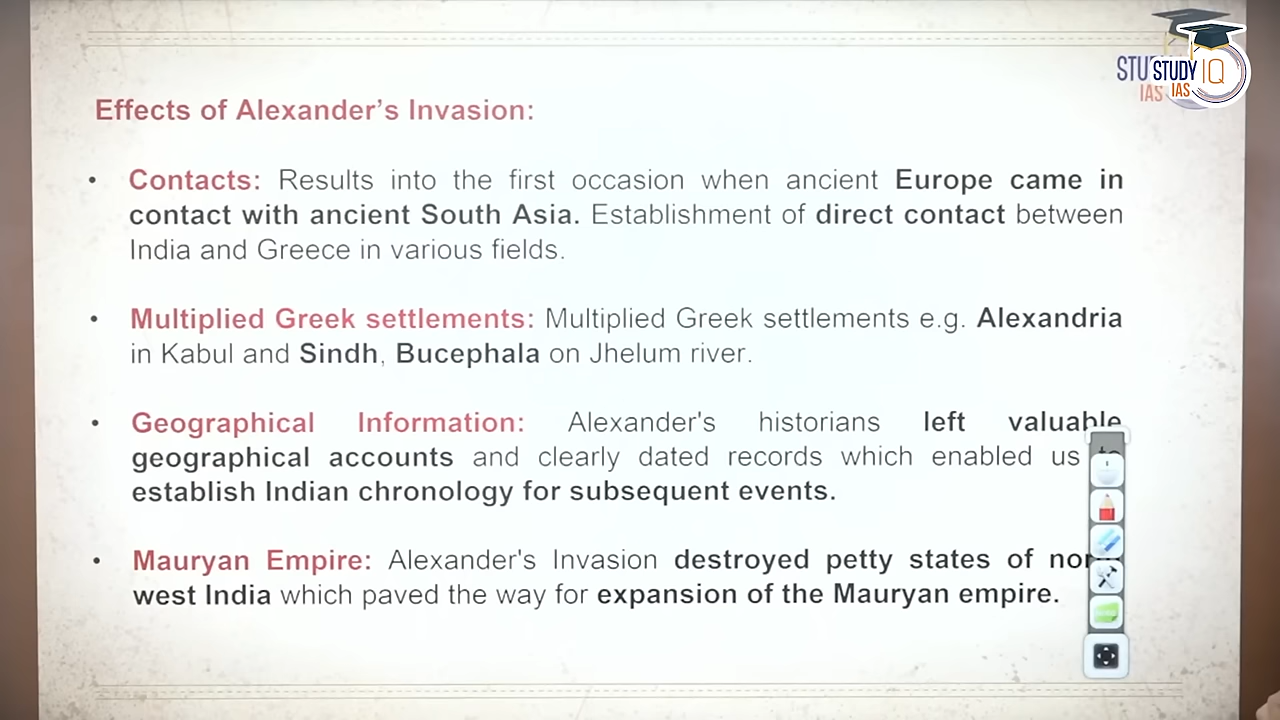 STUDY IQ
IAS
Effects of Alexander's Invasion:
• Contacts: Results into the first occasion when ancient Europe came in
contact with ancient South Asia. Establishment of direct contact between
India and Greece in various fields.
• Multiplied Greek settlements: Multiplied Greek settlements e.g. Alexandria
in Kabul and Sindh, Bucephala on Jhelum river.
• Geographical Information: Alexander's historians left valuable
geographical accounts and clearly dated records which enabled us
establish Indian chronology for subsequent events.
• Mauryan Empire: Alexander's Invasion destroyed petty states of
west India which paved the way for expansion of the Mauryan empire.